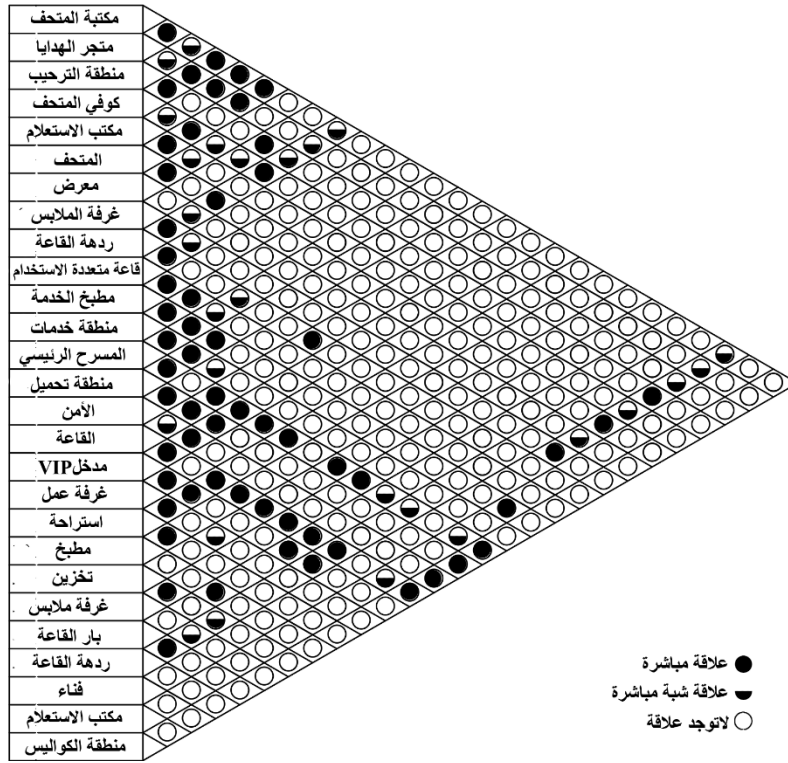 مكتبة المتحف
متجر الهدايا
منطقة الترحيب
كوفي المتحف
مكتب الاستعلام
المتحف
معرض
غرفة الملابس
ردهة القاعة
قاعة متعددة الاستخدام
مطبخ الخدمة
منطقة خدمات
المسرح الرئيسي
منطقة تحميل
الأمن
القاعة
مدخل VIP
غرفة عمل
استراحة
مطبخ
تخزين
غرفة ملابس
بار القاعة
ردهة القاعة
فناء
مكتب الاستعلام
منطقة الكواليس
علاقة مباشرة
علاقة شبة مباشرة
لاتوجد علاقة